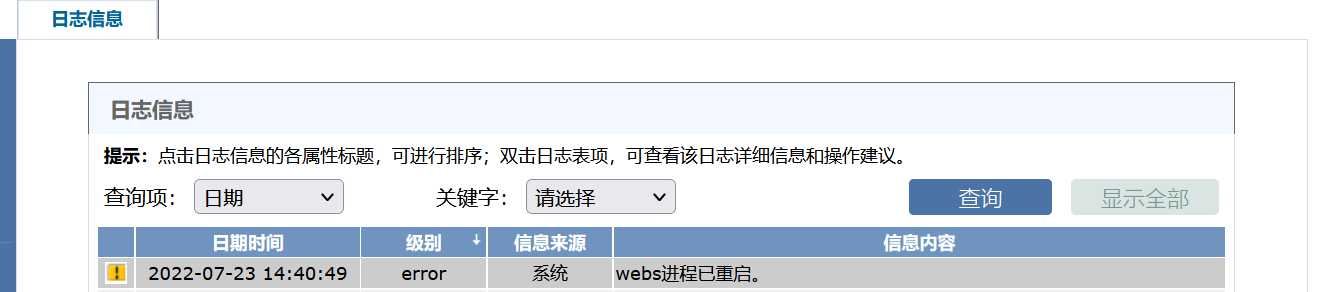 日志信息
日志信息
提示：点击日志信息的各属性标题，可进行排序；双击日志表项，可查看该日志详细信息和操作建议。
查询项： 日期 关键字： 请选择 查询 显示全部
日期时间 级别 信息来源 信息内容
2022-07-23 14:40:49 error 系统 webs进程已重启。